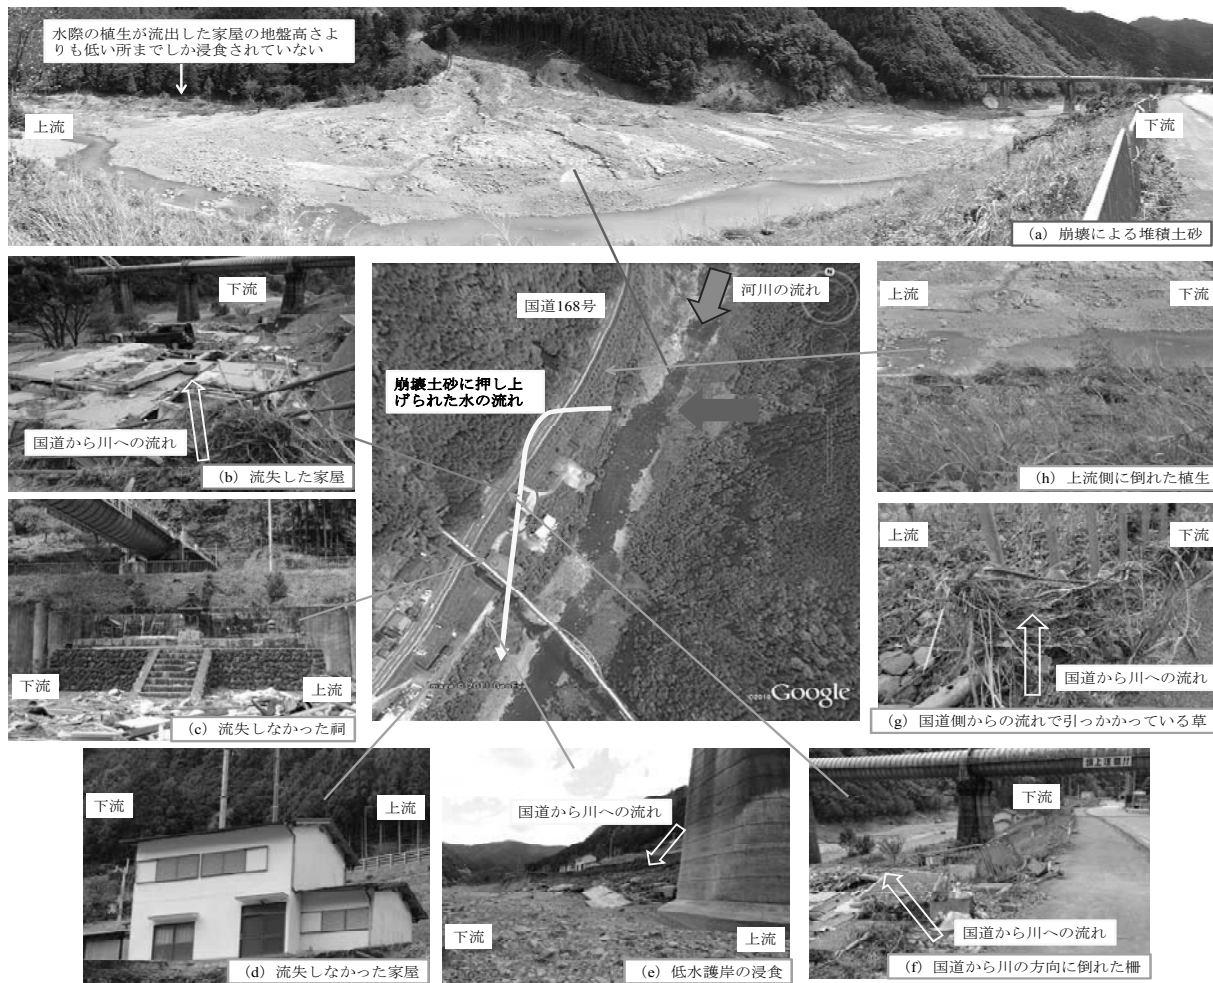 水際の植生が流出した家屋の地盤高さよ
りも低い所までしか浸食されていない
上流
下流
(a) 崩壊による堆積土砂
下流
国道から川への流れ
(b) 流失した家屋
国道168号
河川の流れ
崩壊土砂に押し上
げられた水の流れ
©2010 Google
上流
下流
(h) 上流側に倒れた植生
下流
上流
(c) 流失しなかった祠
上流
下流
国道から川への流れ
(g) 国道側からの流れで引っかかっている草
下流
上流
(d) 流失しなかった家屋
国道から川への流れ
下流
上流
(e) 低水護岸の浸食
下流
国道から川への流れ
(f) 国道から川の方向に倒れた柵